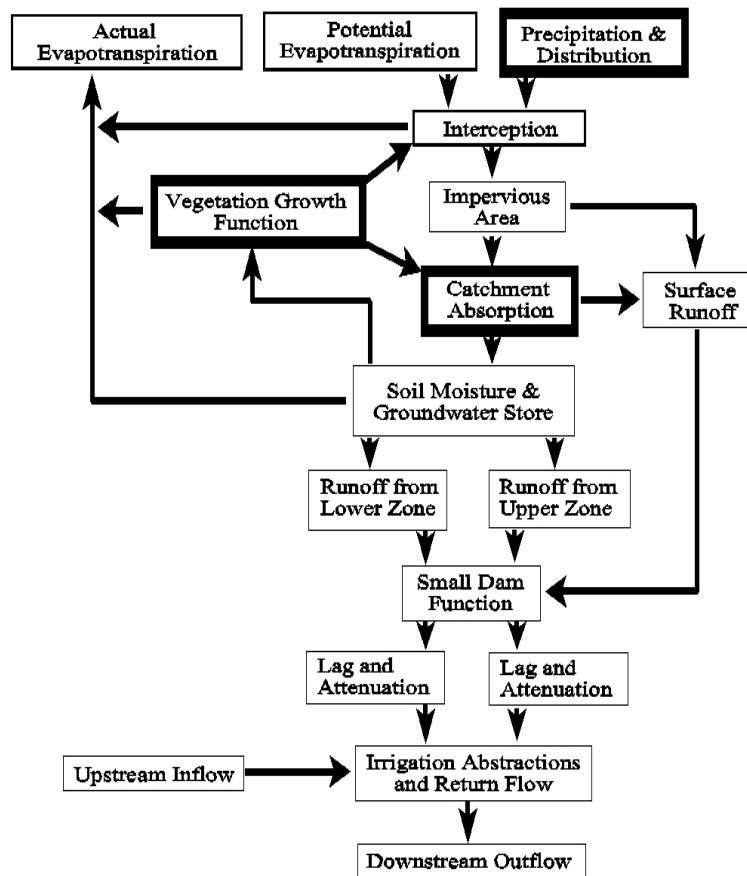 Actual
Evapotranspiration
Potential
Evapotranspiration
Precipitation &
Distribution
Interception
Vegetation Growth
Function
Impervious
Area
Catchment
Absorption
Surface
Runoff
Soil Moisture &
Groundwater Store
Runoff from
Lower Zone
Runoff from
Upper Zone
Small Dam
Function
Lag and
Attenuation
Lag and
Attenuation
Upstream Inflow
Irrigation Abstractions
and Return Flow
Downstream Outflow